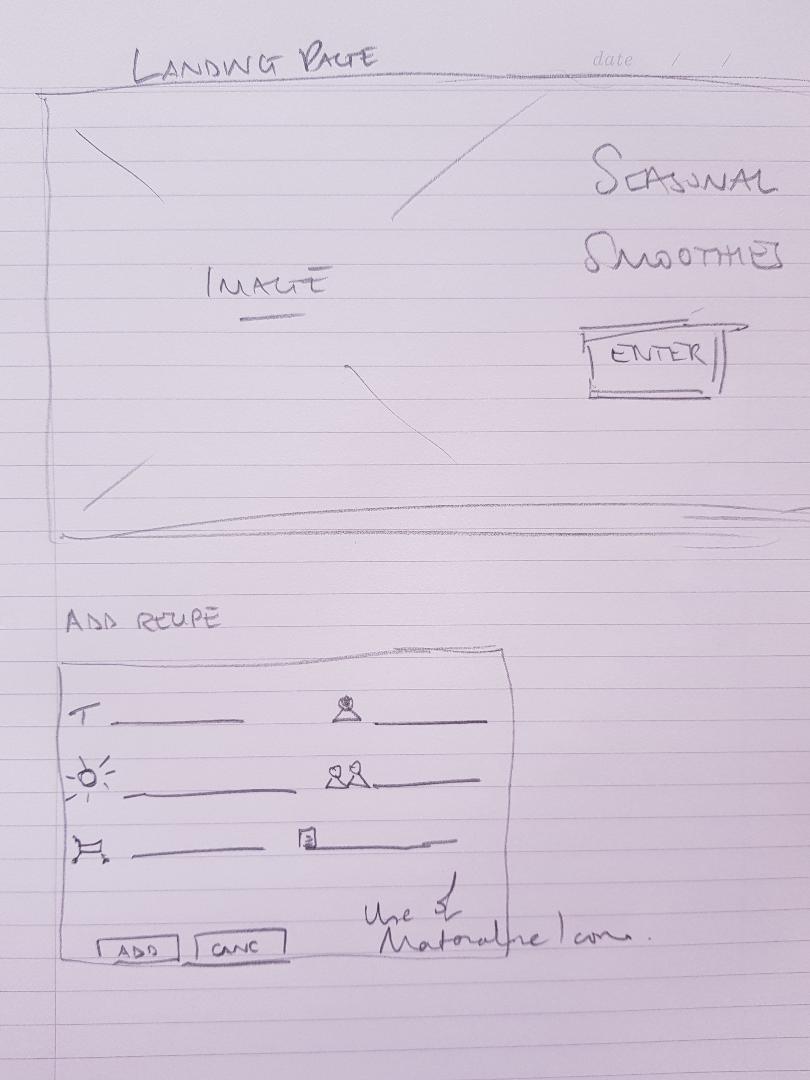 LANDING PAGE
date / /
SEASONAL
SMOOTHIES
IMAGE
ENTER
ADD RECIPE
T
ADD CANC
Use of
Materialize Icons.